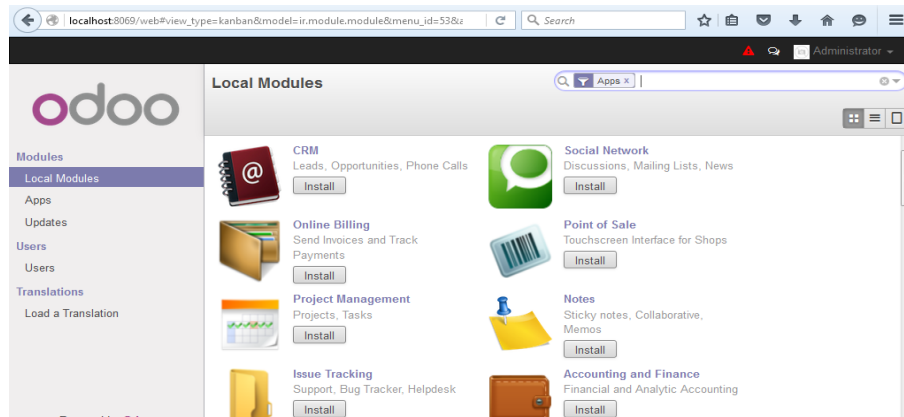 localhost:8069/web#view_type=kanban&model=ir.module.module&menu_id=53&
Search
Administrator
odoo
Local Modules
Apps x
Modules
Local Modules
Apps
Updates
Users
Users
Translations
Load a Translation
CRM
Leads, Opportunities, Phone Calls
Install
Social Network
Discussions, Mailing Lists, News
Install
Online Billing
Send Invoices and Track
Payments
Install
Point of Sale
Touchscreen Interface for Shops
Install
Project Management
Projects, Tasks
Install
Notes
Sticky notes, Collaborative,
Memos
Install
Issue Tracking
Support, Bug Tracker, Helpdesk
Install
Accounting and Finance
Financial and Analytic Accounting
Install